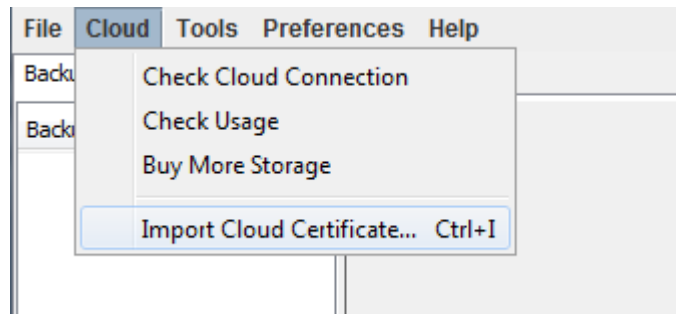 File Cloud Tools Preferences Help
Check Cloud Connection
Check Usage
Buy More Storage
Import Cloud Certificate... Ctrl+I